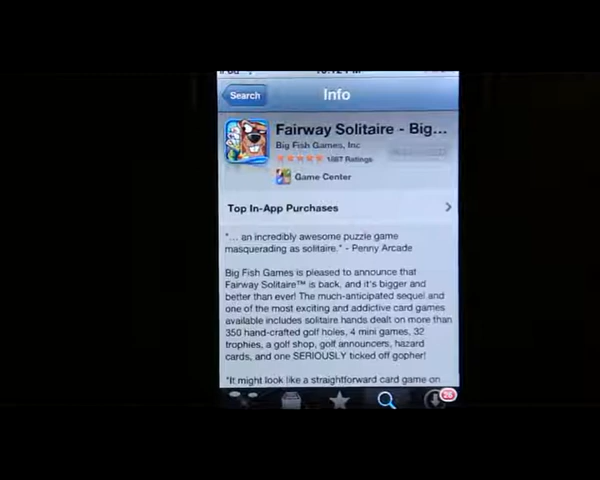 Search
Info
Fairway Solitaire - Big...
Big Fish Games, Inc
1687 Ratings
Game Center
Top In-App Purchases
"... an incredibly awesome puzzle game
masquerading as solitaire." - Penny Arcade
Big Fish Games is pleased to announce that
Fairway Solitaire™ is back, and it's bigger and
better than ever! The much-anticipated sequel and
one of the most exciting and addictive card games
available includes solitaire hands dealt on more than
350 hand-crafted golf holes, 4 mini games, 32
trophies, a golf shop, golf announcers, hazard
cards, and one SERIOUSLY ticked off gopher!
"It might look like a straightforward card game on